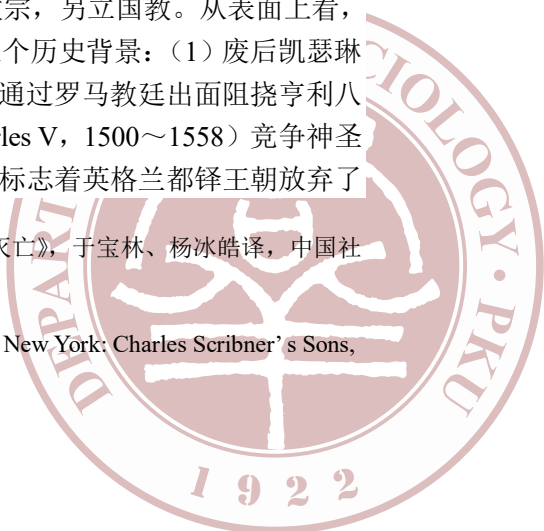 宗，另立国教。从表面上看，
个历史背景：（1）废后凯瑟琳
通过罗马教廷出面阻挠亨利八
les V，1500～1558）竞争神圣
标志着英格兰都铎王朝放弃了
灭亡》，于宝林、杨冰皓译，中国社
New York: Charles Scribner’ s Sons,
DEPARTMENT OF SOCIOLOGY · PKU
1922